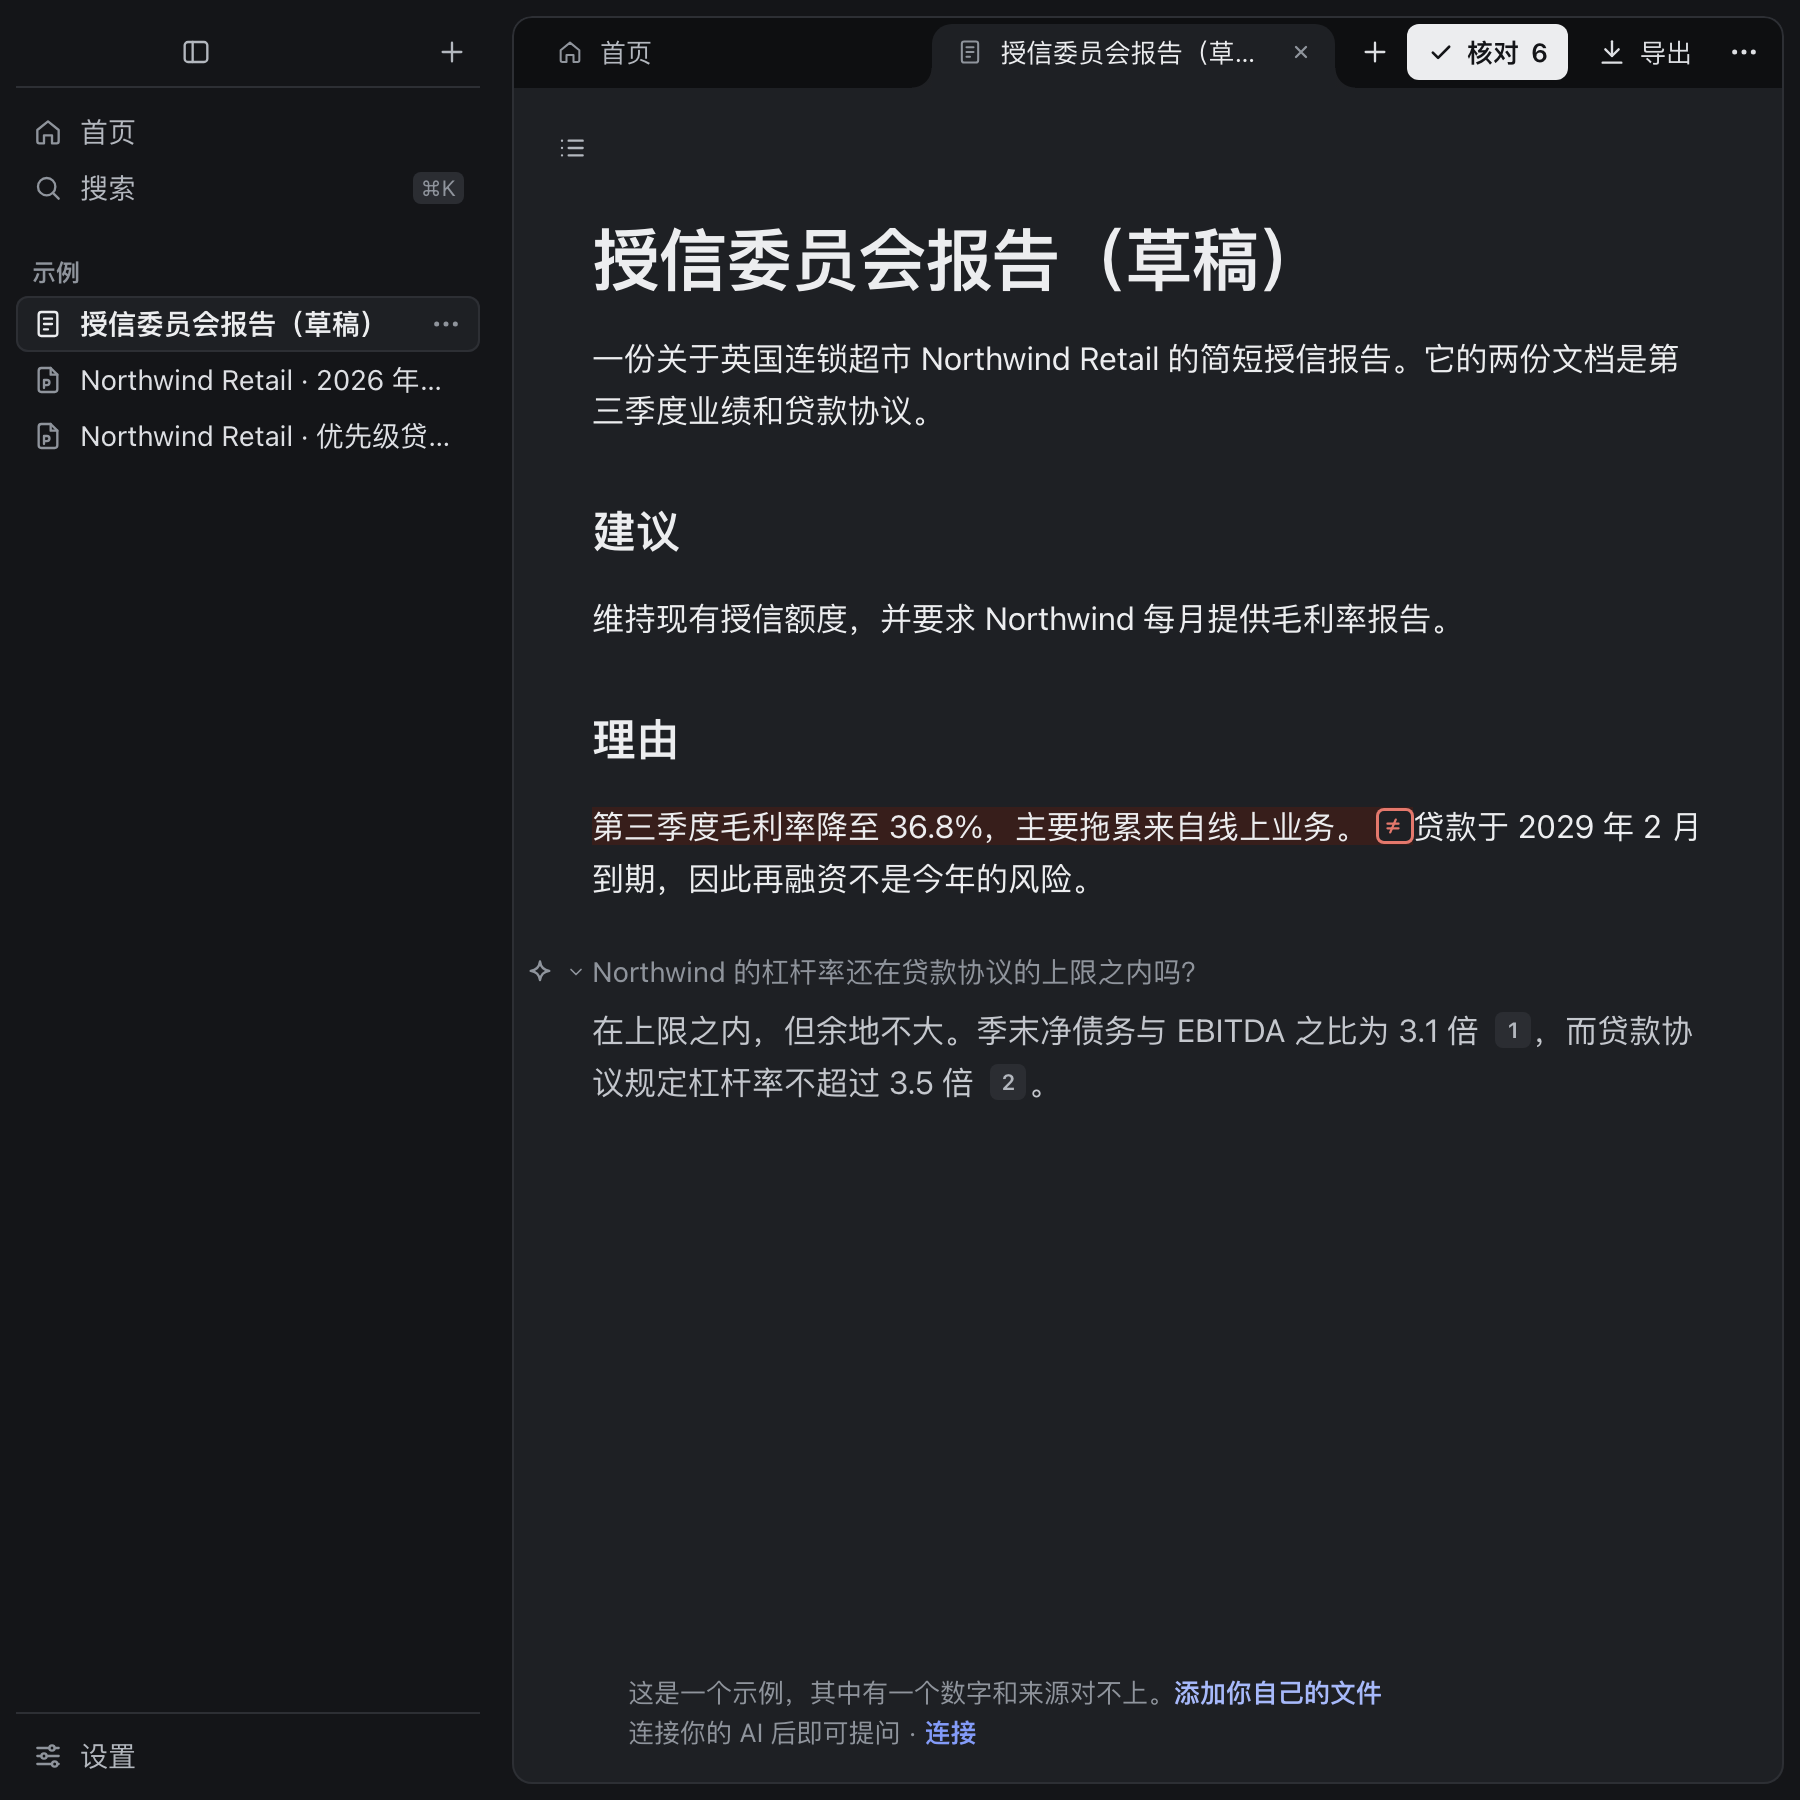 首页
搜索
⌘K
示例
授信委员会报告（草稿）
Northwind Retail · 2026 年...
Northwind Retail · 优先级贷...
设置
首页
授信委员会报告（草...
核对 6
导出
授信委员会报告（草稿）
一份关于英国连锁超市 Northwind Retail 的简短授信报告。它的两份文档是第
三季度业绩和贷款协议。
建议
维持现有授信额度，并要求 Northwind 每月提供毛利率报告。
理由
第三季度毛利率降至 36.8%，主要拖累来自线上业务。 ≠ 贷款于 2029 年 2 月
到期，因此再融资不是今年的风险。
Northwind 的杠杆率还在贷款协议的上限之内吗？
在上限之内，但余地不大。季末净债务与 EBITDA 之比为 3.1 倍 1 ，而贷款协
议规定杠杆率不超过 3.5 倍 2 。
这是一个示例，其中有一个数字和来源对不上。添加你自己的文件
连接你的 AI 后即可提问 · 连接